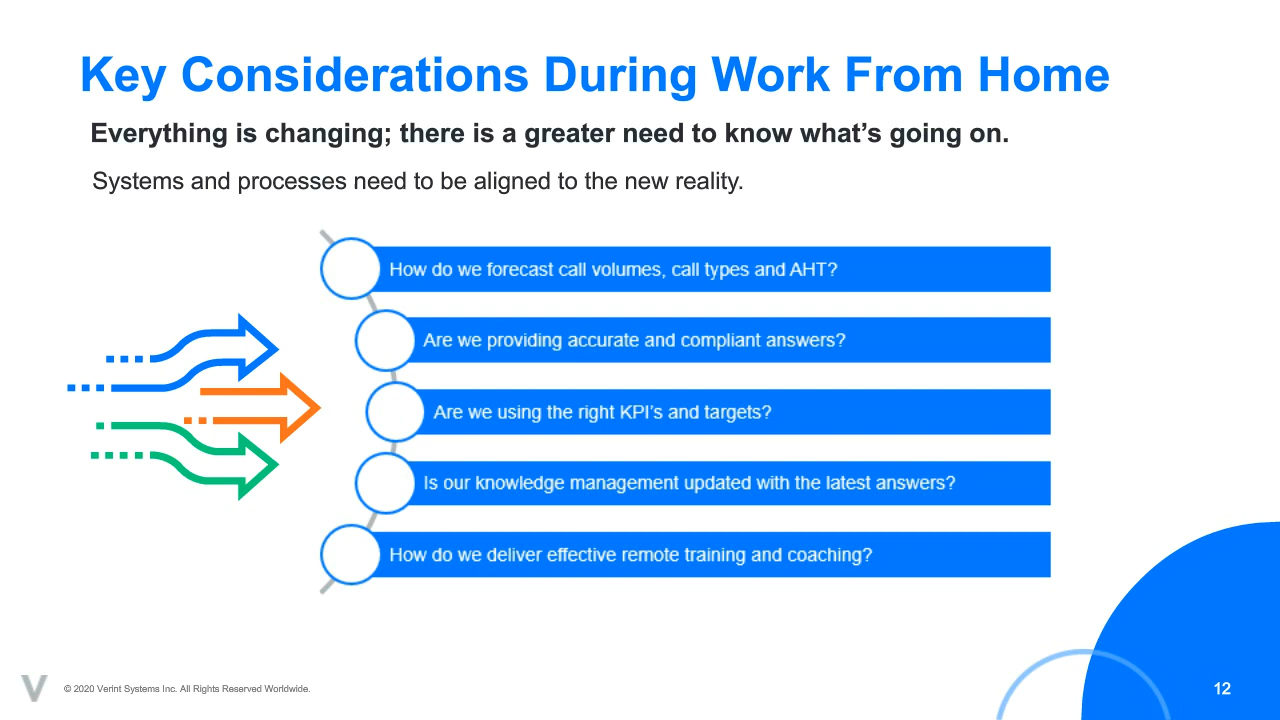 Key Considerations During Work From Home
Everything is changing; there is a greater need to know what’s going on.
Systems and processes need to be aligned to the new reality.
How do we forecast call volumes, call types and AHT?
Are we providing accurate and compliant answers?
Are we using the right KPI’s and targets?
Is our knowledge management updated with the latest answers?
How do we deliver effective remote training and coaching?
© 2020 Verint Systems Inc. All Rights Reserved Worldwide.
12